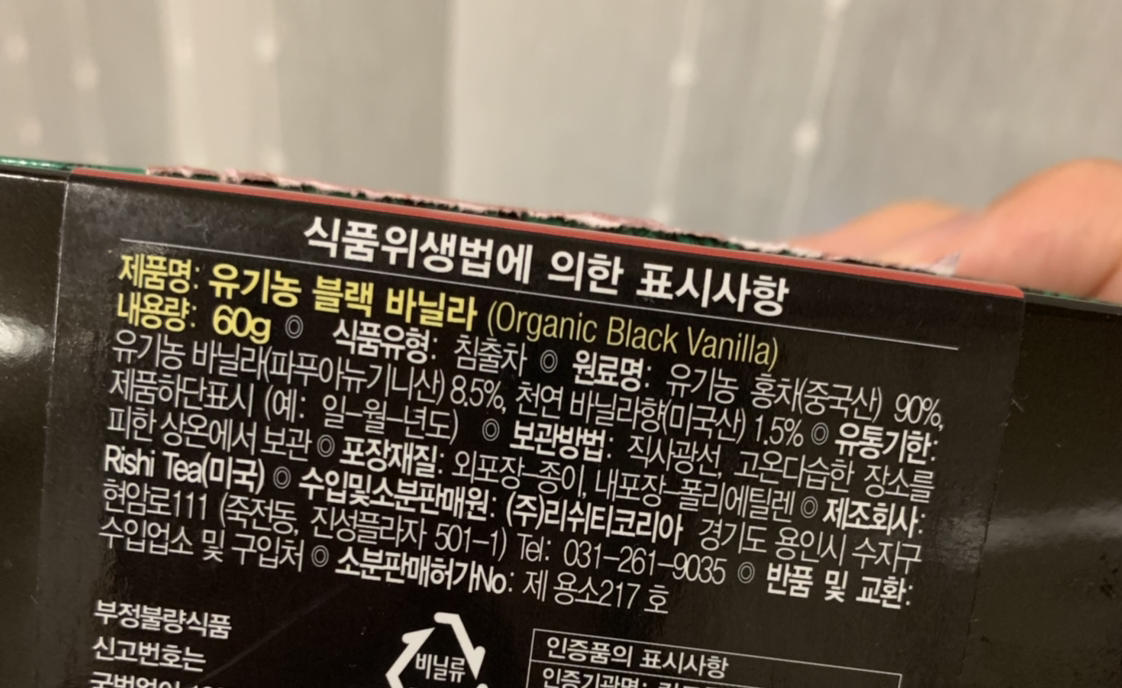 식품위생법에 의한 표시사항
제품명: 유기농 블랙 바닐라 (Organic Black Vanilla)
내용량: 60g ◎ 식품유형: 침출차 ◎ 원료명: 유기농 홍차(중국산) 90%,
유기농 바닐라(파푸아뉴기니산) 8.5%, 천연 바닐라향(미국산) 1.5% ◎ 유통기한:
제품하단표시 (예: 일-월-년도) ◎ 보관방법: 직사광선, 고온다습한 장소를
피한 상온에서 보관 ◎ 포장재질: 외포장-종이, 내포장-폴리에틸렌 ◎ 제조회사:
Rishi Tea(미국) ◎ 수입및소분판매원: (주)리쉬티코리아 경기도 용인시 수지구
현암로111 (죽전동, 진성플라자 501-1) Tel: 031-261-9035 ◎ 반품 및 교환:
수입업소 및 구입처 ◎ 소분판매허가No: 제 용소217 호
부정불량식품
신고번호는
비닐류
인증품의 표시사항
인증기관명: